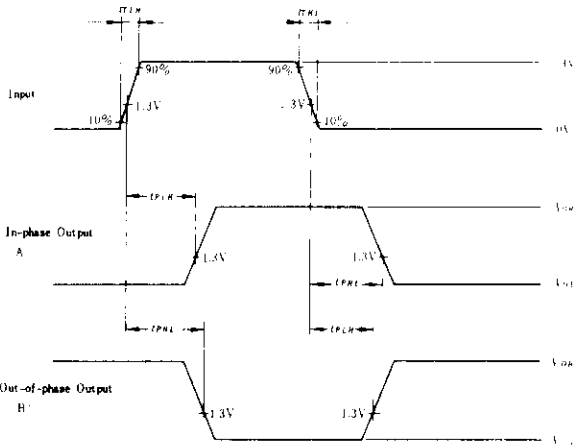 tTLH
tTHL
90%
90%
Input
1.3V
1.3V
10%
10%
0V
tPLH
In-phase Output
A
1.3V
1.3V
tPHL
tPHL
tPLH
Out-of-phase Output
B
1.3V
1.3V